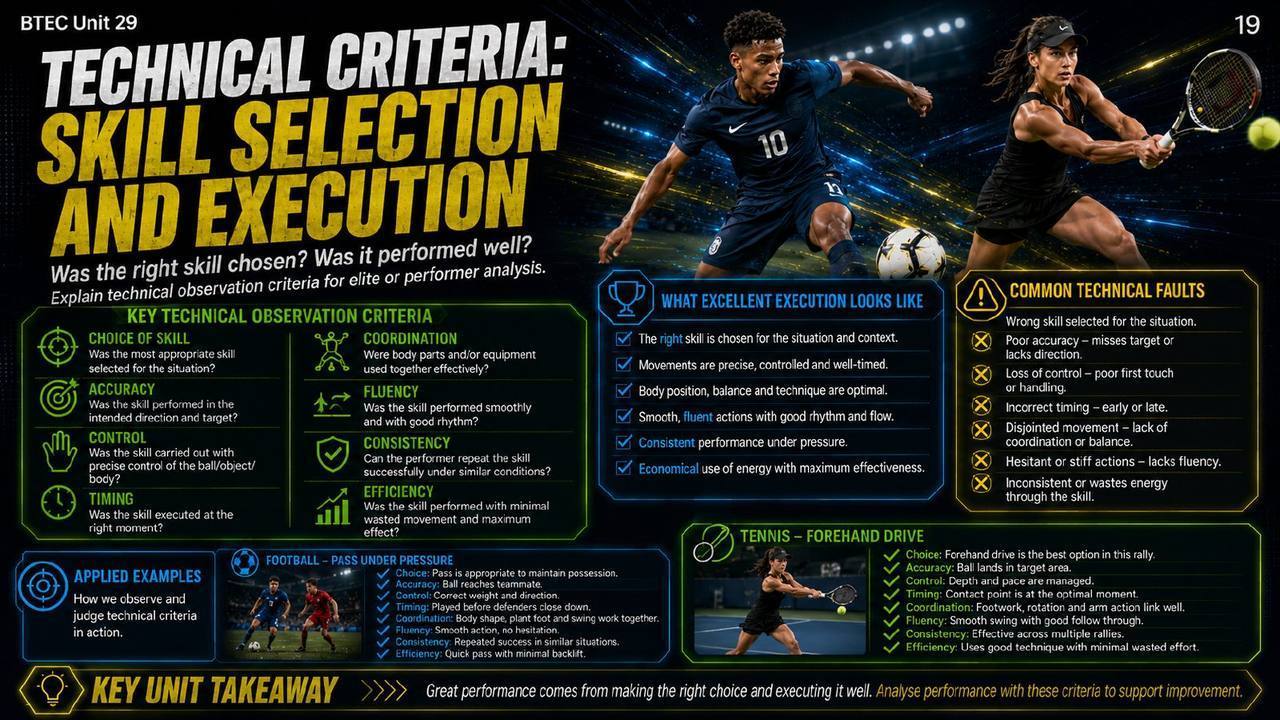 BTEC Unit 29
19
TECHNICAL CRITERIA:
SKILL SELECTION
AND EXECUTION
Was the right skill chosen? Was it performed well?
Explain technical observation criteria for elite or performer analysis.
10
11
KEY TECHNICAL OBSERVATION CRITERIA
CHOICE OF SKILL
Was the most appropriate skill
selected for the situation?
ACCURACY
Was the skill performed in the
intended direction and target?
CONTROL
Was the skill carried out with
precise control of the ball/object/
body?
TIMING
Was the skill executed at the
right moment?
COORDINATION
Were body parts and/or equipment
used together effectively?
FLUENCY
Was the skill performed smoothly
and with good rhythm?
CONSISTENCY
Can the performer repeat the skill
successfully under similar conditions?
EFFICIENCY
Was the skill performed with minimal
wasted movement and maximum
effect?
WHAT EXCELLENT EXECUTION LOOKS LIKE
The right skill is chosen for the situation and context.
Movements are precise, controlled and well-timed.
Body position, balance and technique are optimal.
Smooth, fluent actions with good rhythm and flow.
Consistent performance under pressure.
Economical use of energy with maximum effectiveness.
COMMON TECHNICAL FAULTS
Wrong skill selected for the situation.
Poor accuracy – misses target or
lacks direction.
Loss of control – poor first touch
or handling.
Incorrect timing – early or late.
Disjointed movement – lack of
coordination or balance.
Hesitant or stiff actions – lacks fluency.
Inconsistent or wastes energy
through the skill.
APPLIED EXAMPLES
How we observe and
judge technical criteria
in action.
FOOTBALL – PASS UNDER PRESSURE
Choice: Pass is appropriate to maintain possession.
Accuracy: Ball reaches teammate.
Control: Correct weight and direction.
Timing: Played before defenders close down.
Coordination: Body shape, plant foot and swing work together.
Fluency: Smooth action, no hesitation.
Consistency: Repeated success in similar situations.
Efficiency: Quick pass with minimal backlift.
TENNIS – FOREHAND DRIVE
Choice: Forehand drive is the best option in this rally.
Accuracy: Ball lands in target area.
Control: Depth and pace are managed.
Timing: Contact point is at the optimal moment.
Coordination: Footwork, rotation and arm action link well.
Fluency: Smooth swing with good follow through.
Consistency: Effective across multiple rallies.
Efficiency: Uses good technique with minimal wasted effort.
KEY UNIT TAKEAWAY
Great performance comes from making the right choice and executing it well. Analyse performance with these criteria to support improvement.